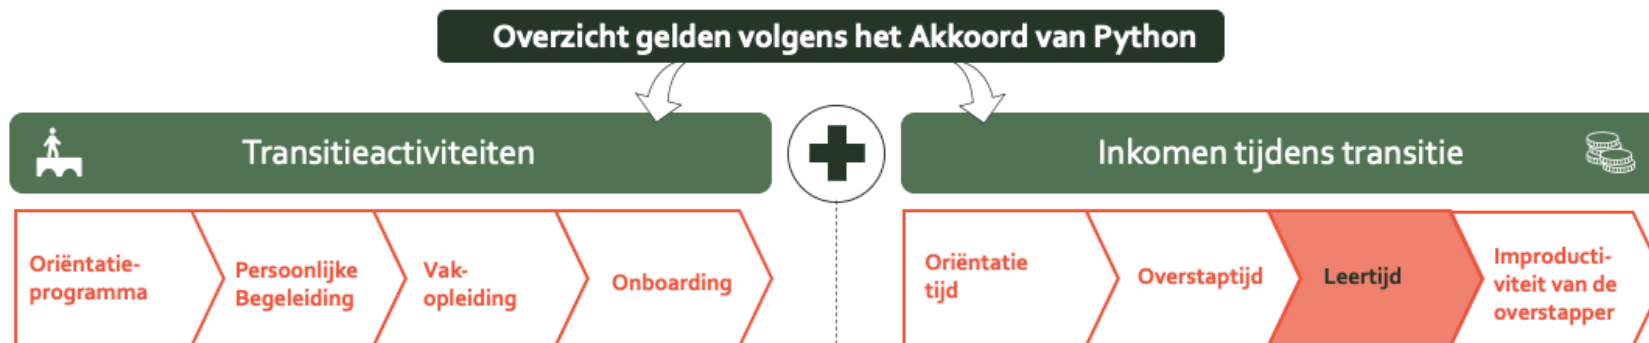 Overzicht gelden volgens het Akkoord van Python
Transitieactiviteiten
Inkomen tijdens transitie
Oriëntatie-
programma
Persoonlijke
Begeleiding
Vak-
opleiding
Onboarding
Oriëntatie
tijd
Overstaptijd
Leertijd
Improducti-
viteit van de
overstapper